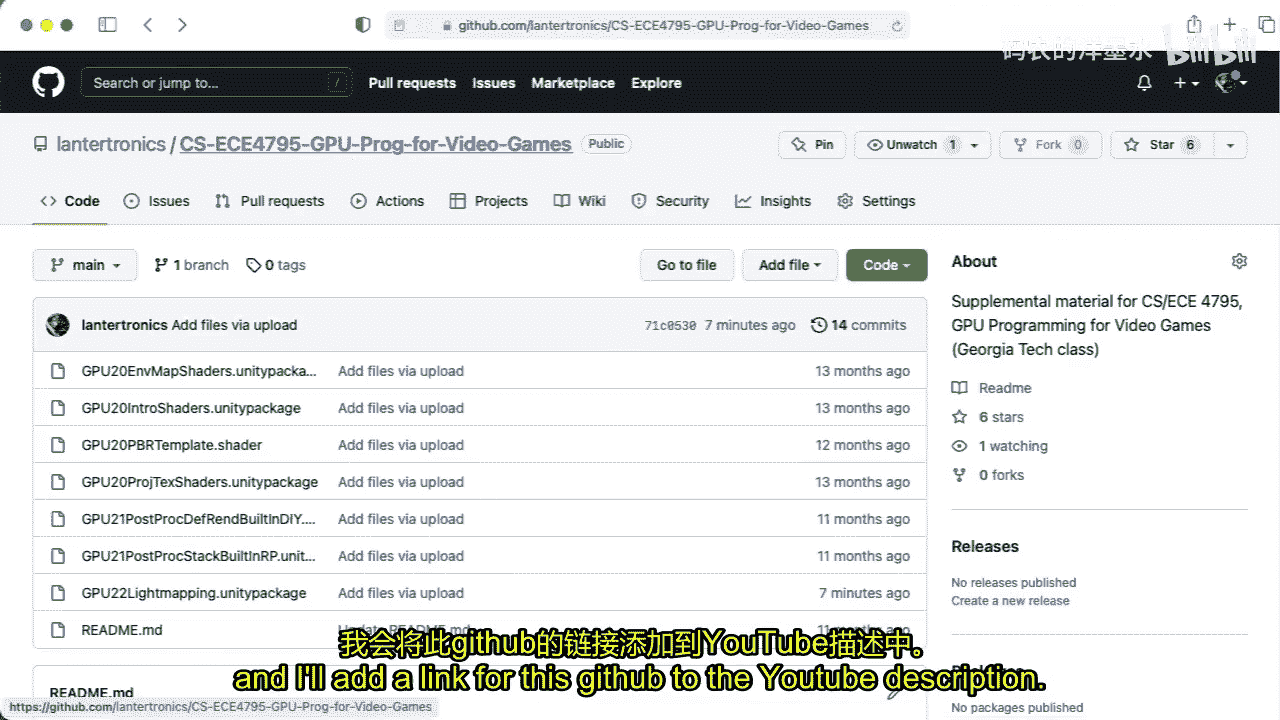 github.com/lantertronics/CS-ECE4795-GPU-Prog-for-Video-Games
码农的洋墨水 bilibili
Search or jump to... / Pull requests Issues Marketplace Explore
lantertronics / CS-ECE4795-GPU-Prog-for-Video-Games Public Pin Unwatch 1 Fork 0 Star 6
Code Issues Pull requests Actions Projects Wiki Security Insights Settings
main 1 branch 0 tags Go to file Add file Code
About
Supplemental material for CS/ECE 4795,
GPU Programming for Video Games
(Georgia Tech class)
Readme
6 stars
1 watching
0 forks
Releases
No releases published
Create a new release
No packages published
lantertronics Add files via upload 71c0530 7 minutes ago 14 commits
GPU20EnvMapShaders.unitypacka... Add files via upload 13 months ago
GPU20IntroShaders.unitypackage Add files via upload 13 months ago
GPU20PBRTemplate.shader Add files via upload 12 months ago
GPU20ProjTexShaders.unitypackage Add files via upload 13 months ago
GPU21PostProcDefRendBuiltInDIY.... Add files via upload 11 months ago
GPU21PostProcStackBuiltInRP.unit... Add files via upload 11 months ago
GPU22Lightmapping.unitypackage Add files via upload 7 minutes ago
README.md Update README.md 11 months ago
README.md
我会将此github的链接添加到YouTube描述中。
and I'll add a link for this github to the Youtube description.
https://github.com/lantertronics/CS-ECE4795-GPU-Prog-for-Video-Games